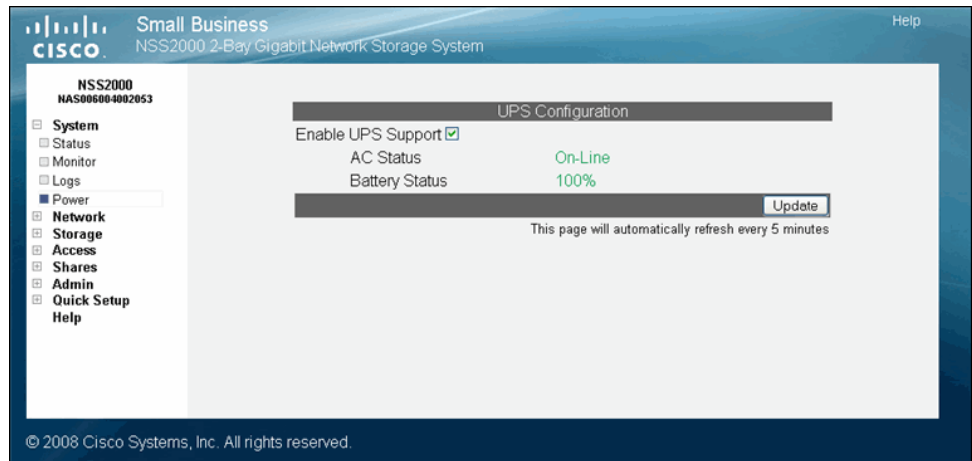 Small Business
Help
CISCO.
NSS2000 2-Bay Gigabit Network Storage System
NSS2000
NAS006004002053
System
Status
Monitor
Logs
Power
Network
Storage
Access
Shares
Admin
Quick Setup
Help
UPS Configuration
Enable UPS Support
AC Status On-Line
Battery Status 100%
Update
This page will automatically refresh every 5 minutes
© 2008 Cisco Systems, Inc. All rights reserved.